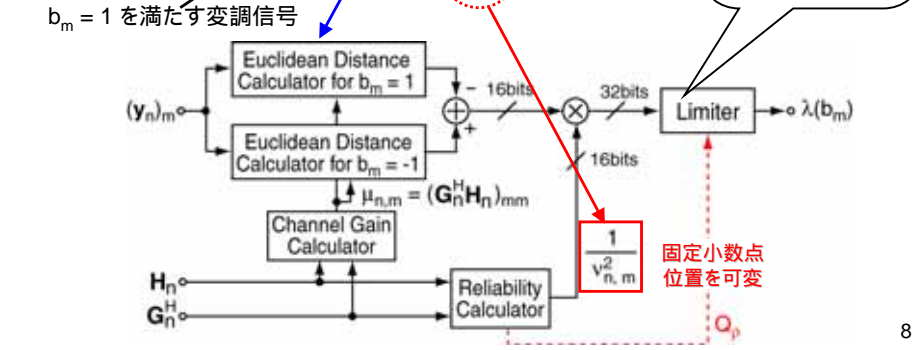 b_m = 1 を満たす変調信号
Euclidean Distance
Calculator for b_m = 1
(y_n)_m
Euclidean Distance
Calculator for b_m = -1
−
+
16bits
32bits
Limiter
λ(b_m)
16bits
μ_n,m = (G_n^H H_n)_mm
Channel Gain
Calculator
1
ν_n, m^2
固定小数点
位置を可変
H_n
G_n^H
Reliability
Calculator
Q_ρ
8